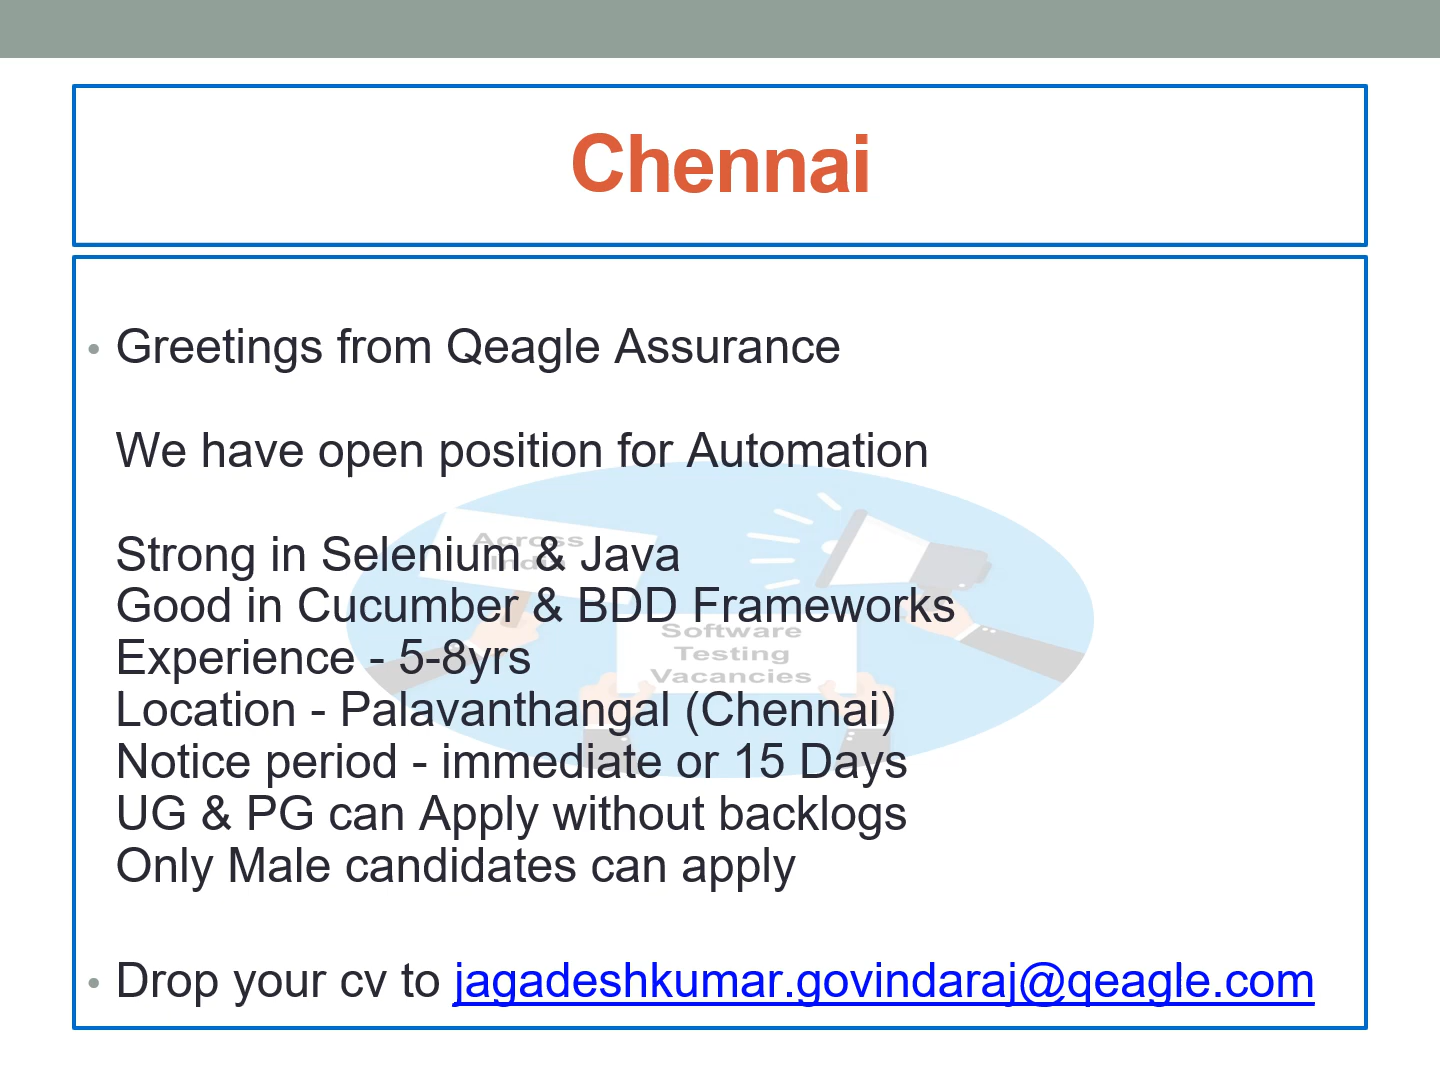 Chennai
• Greetings from Qeagle Assurance
We have open position for Automation
Across
India
Strong in Selenium & Java
Good in Cucumber & BDD Frameworks
Software
Testing
Vacancies
Experience - 5-8yrs
Location - Palavanthangal (Chennai)
Notice period - immediate or 15 Days
UG & PG can Apply without backlogs
Only Male candidates can apply
• Drop your cv to jagadeshkumar.govindaraj@qeagle.com